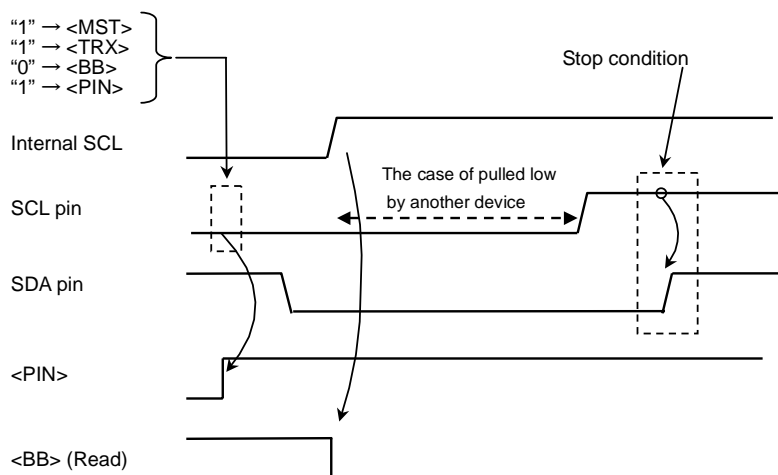 “1” → <MST>
“1” → <TRX>
“0” → <BB>
“1” → <PIN>
Stop condition
Internal SCL
The case of pulled low
by another device
SCL pin
SDA pin
<PIN>
<BB> (Read)